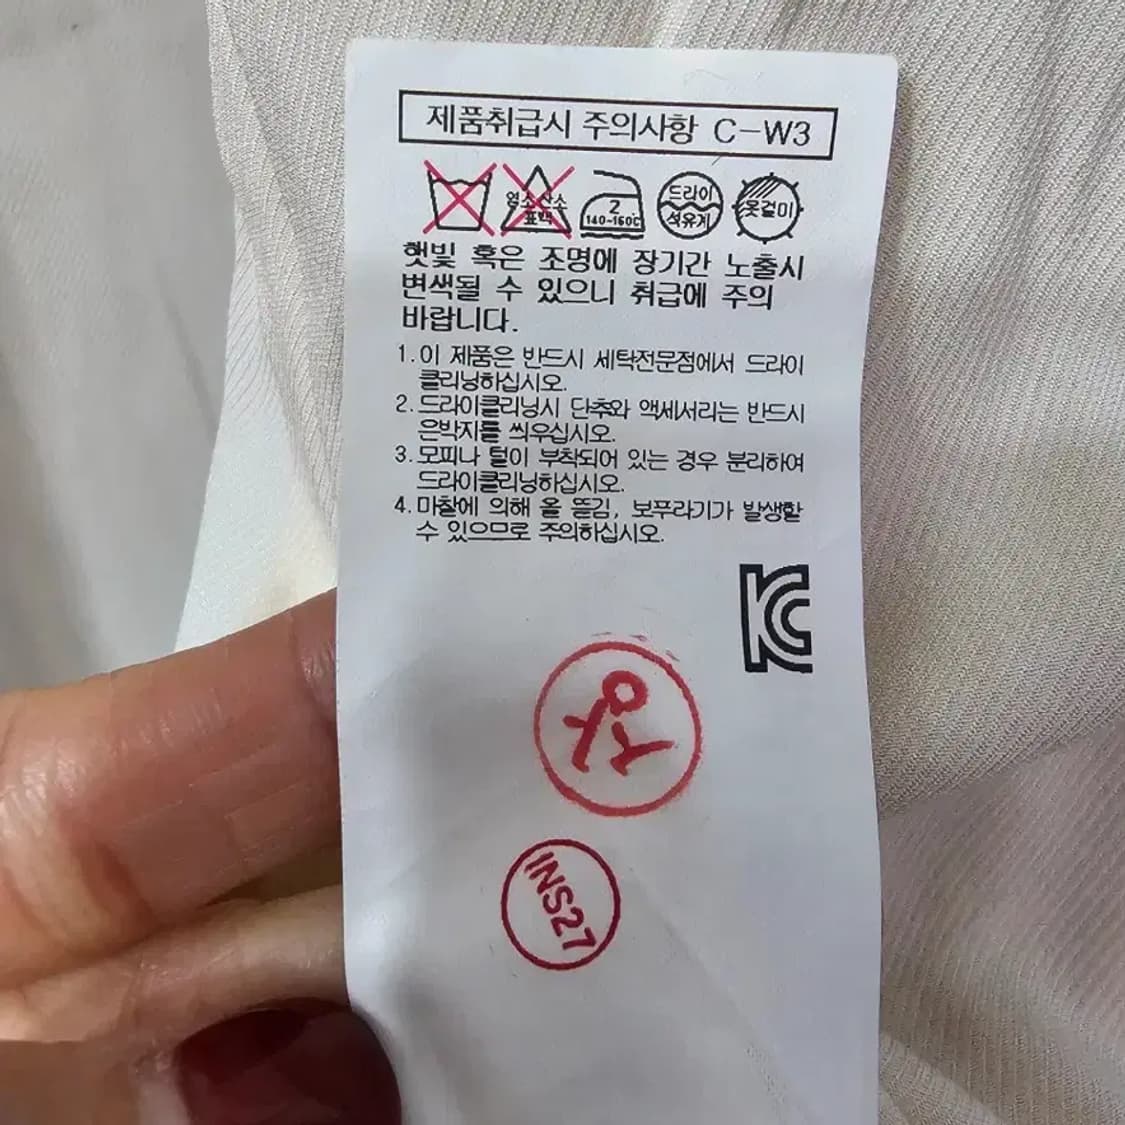 제품취급시 주의사항 C-W3
염소산소
표백
2
140-160℃
드라이
석유계
옷걸이
햇빛 혹은 조명에 장기간 노출시
변색될 수 있으니 취급에 주의
바랍니다.
1.이 제품은 반드시 세탁전문점에서 드라이
클리닝하십시오.
2.드라이클리닝시 단추와 액세서리는 반드시
은박지를 씌우십시오.
3.모피나 털이 부착되어 있는 경우 분리하여
드라이클리닝하십시오.
4.마찰에 의해 올 뜯김, 보푸라기가 발생할
수 있으므로 주의하십시오.
KC
INS27